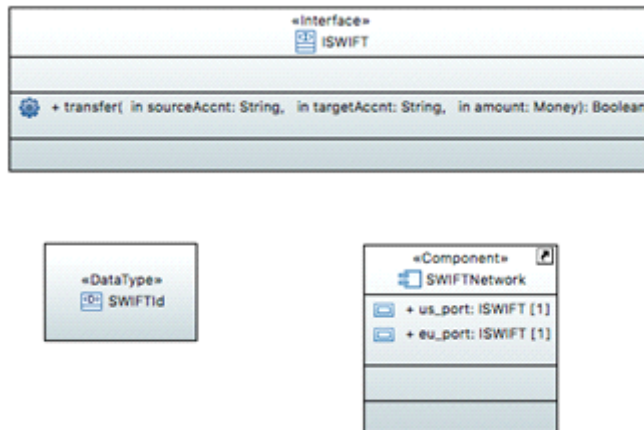 «Interface»
ISWIFT
+ transfer( in sourceAccnt: String, in targetAccnt: String, in amount: Money): Boolean
«DataType»
SWIFTId
«Component»
SWIFTNetwork
+ us_port: ISWIFT [1]
+ eu_port: ISWIFT [1]